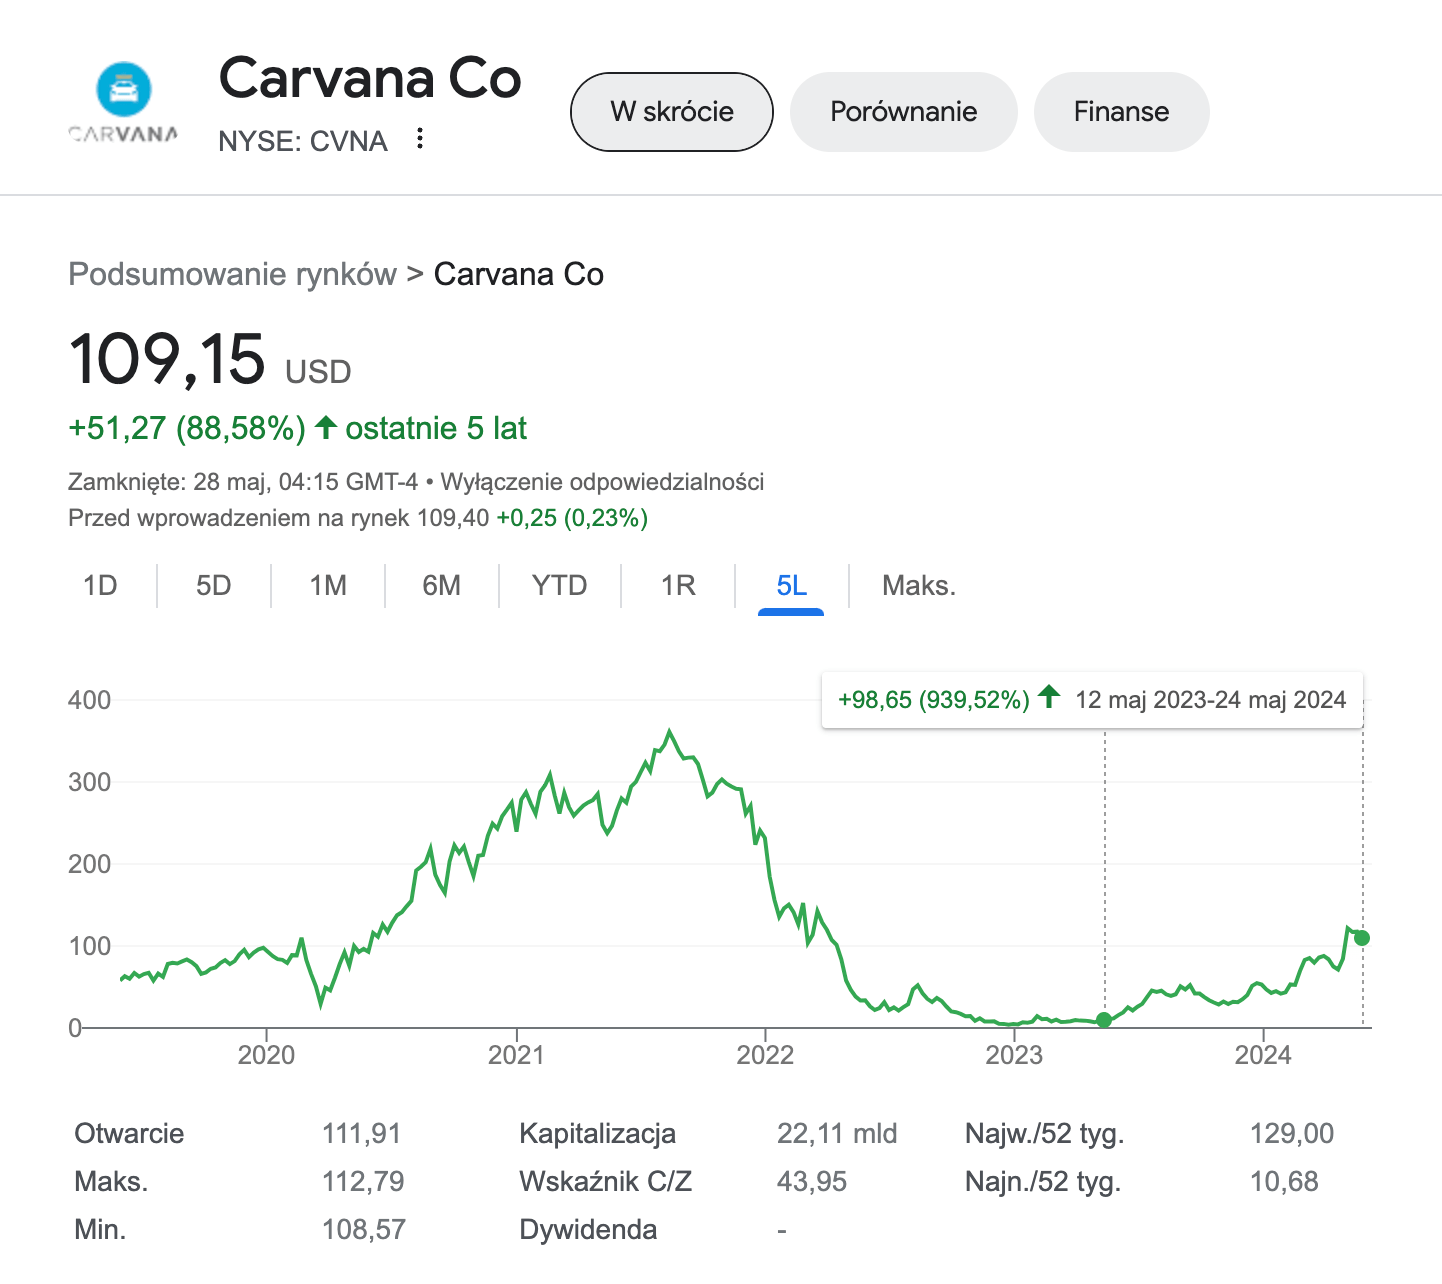 CARVANA
Carvana Co
NYSE: CVNA
W skrócie
Porównanie
Finanse
Podsumowanie rynków > Carvana Co
109,15 USD
+51,27 (88,58%) ostatnie 5 lat
Zamknięte: 28 maj, 04:15 GMT-4 • Wyłączenie odpowiedzialności
Przed wprowadzeniem na rynek 109,40 +0,25 (0,23%)
1D 5D 1M 6M YTD 1R 5L Maks.
+98,65 (939,52%) 12 maj 2023-24 maj 2024
400
300
200
100
0
2020 2021 2022 2023 2024
Otwarcie 111,91 Kapitalizacja 22,11 mld Najw./52 tyg. 129,00
Maks. 112,79 Wskaźnik C/Z 43,95 Najn./52 tyg. 10,68
Min. 108,57 Dywidenda -